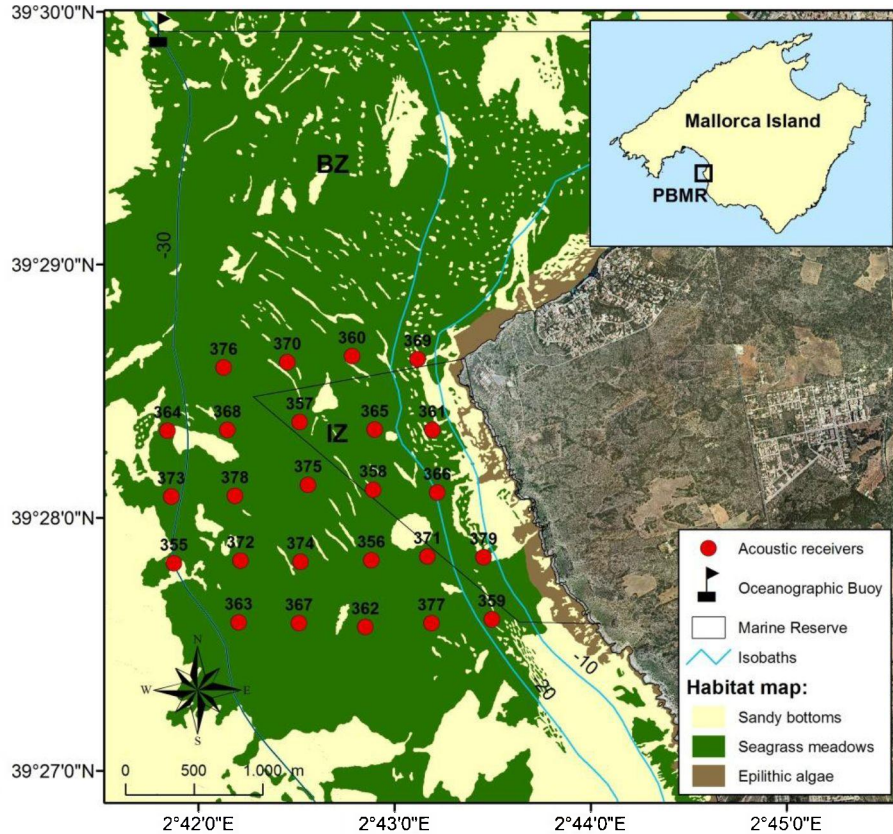 39°30'0"N
BZ
Mallorca Island
PBMR
-30
39°29'0"N
376
370
360
369
364
368
357
IZ
365
361
373
378
375
358
366
39°28'0"N
355
372
374
356
371
379
363
367
362
377
359
-10
-20
N
W
E
S
0 500 1.000 m
39°27'0"N
Acoustic receivers
Oceanographic Buoy
Marine Reserve
Isobaths
Habitat map:
Sandy bottoms
Seagrass meadows
Epilithic algae
2°42'0"E 2°43'0"E 2°44'0"E 2°45'0"E